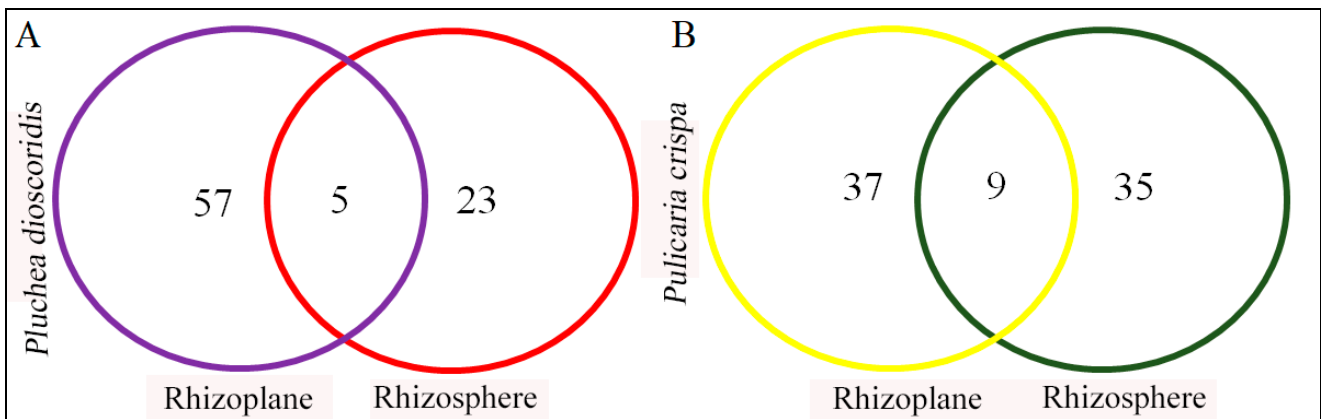 A
Pluchea dioscoridis
57
5
23
Rhizoplane
Rhizosphere
B
Pulicaria crispa
37
9
35
Rhizoplane
Rhizosphere